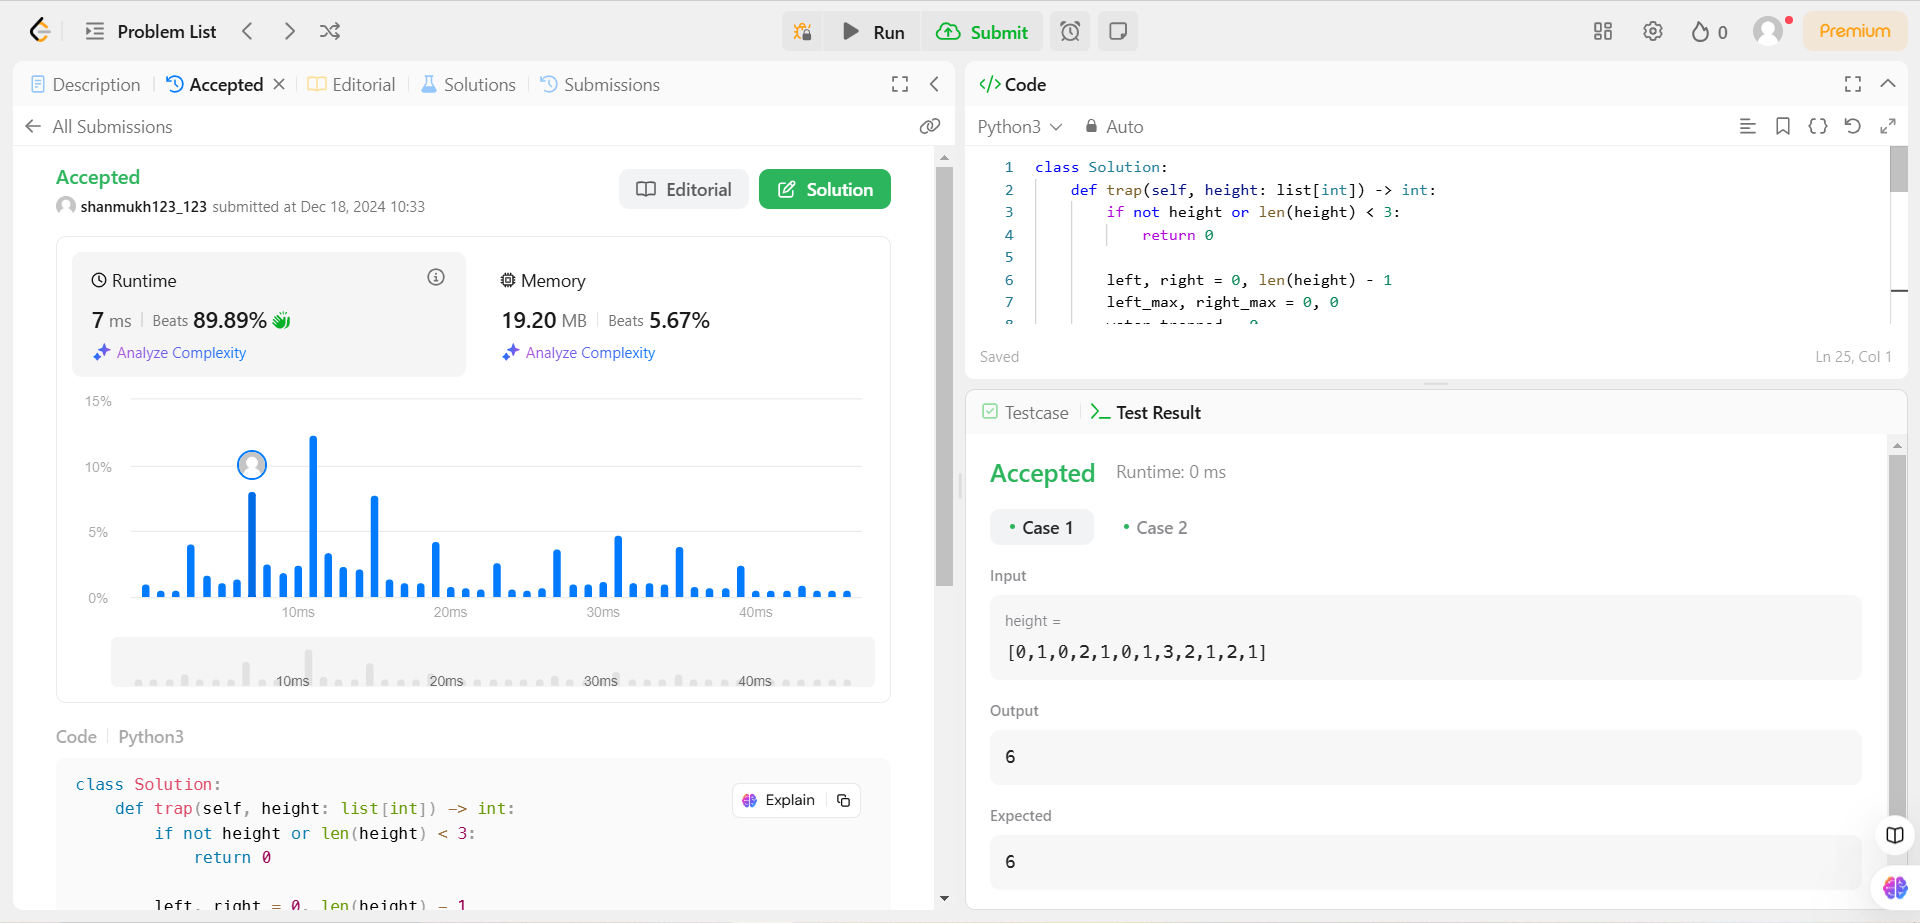 Problem List
Run
Submit
0
Premium
Description
Accepted
Editorial
Solutions
Submissions
All Submissions
Accepted
shanmukh123_123 submitted at Dec 18, 2024 10:33
Editorial
Solution
Runtime
7 ms Beats 89.89%
Analyze Complexity
Memory
19.20 MB Beats 5.67%
Analyze Complexity
15%
10%
5%
0%
10ms 20ms 30ms 40ms
10ms 20ms 30ms 40ms
Code Python3
class Solution:
def trap(self, height: list[int]) -> int:
if not height or len(height) < 3:
return 0
left, right = 0, len(height) - 1
Explain
</> Code
Python3 Auto
1 class Solution:
2 def trap(self, height: list[int]) -> int:
3 if not height or len(height) < 3:
4 return 0
5
6 left, right = 0, len(height) - 1
7 left_max, right_max = 0, 0
Saved
Ln 25, Col 1
Testcase
Test Result
Accepted Runtime: 0 ms
Case 1 Case 2
Input
height =
[0,1,0,2,1,0,1,3,2,1,2,1]
Output
6
Expected
6